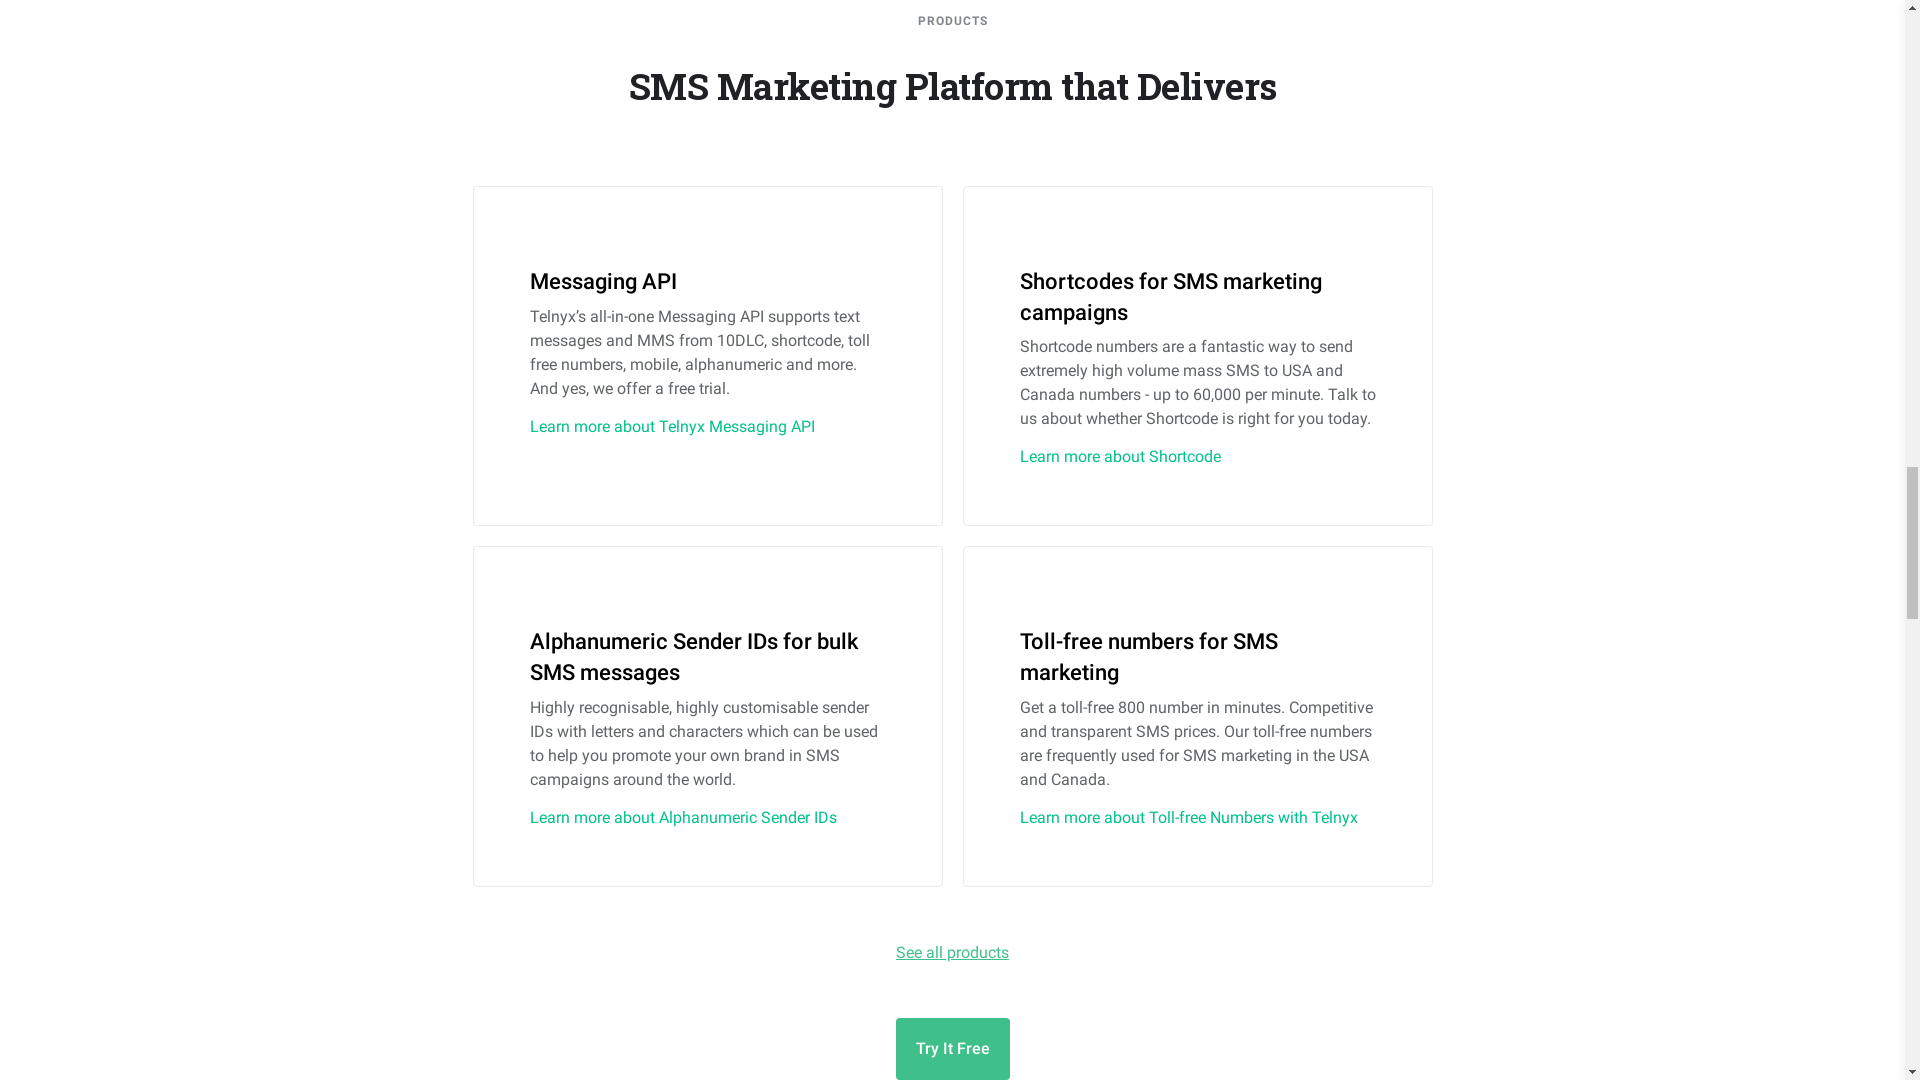 PRODUCTS
SMS Marketing Platform that Delivers
Messaging API
Telnyx’s all-in-one Messaging API supports text
messages and MMS from 10DLC, shortcode, toll
free numbers, mobile, alphanumeric and more.
And yes, we offer a free trial.
Learn more about Telnyx Messaging API
Shortcodes for SMS marketing
campaigns
Shortcode numbers are a fantastic way to send
extremely high volume mass SMS to USA and
Canada numbers - up to 60,000 per minute. Talk to
us about whether Shortcode is right for you today.
Learn more about Shortcode
Alphanumeric Sender IDs for bulk
SMS messages
Highly recognisable, highly customisable sender
IDs with letters and characters which can be used
to help you promote your own brand in SMS
campaigns around the world.
Learn more about Alphanumeric Sender IDs
Toll-free numbers for SMS
marketing
Get a toll-free 800 number in minutes. Competitive
and transparent SMS prices. Our toll-free numbers
are frequently used for SMS marketing in the USA
and Canada.
Learn more about Toll-free Numbers with Telnyx
See all products
Try It Free